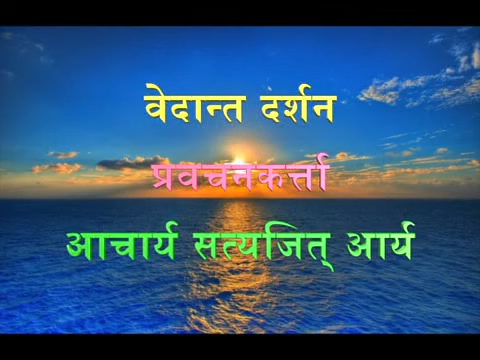 वेदान्त दर्शन
प्रवचनकर्त्ता
आचार्य सत्यजित् आर्य